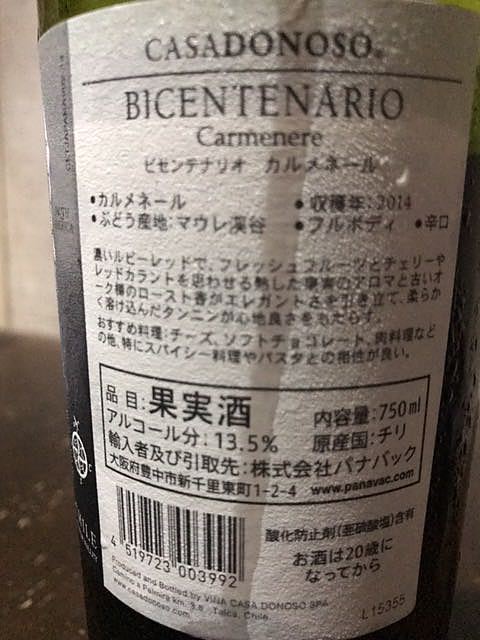 CASADONOSO®
BICENTENARIO
Carmenere
ビセンテナリオ カルメネール
•カルメネール •収穫年:2014
•ぶどう産地:マウレ渓谷 •フルボディ •辛口
濃いルビーレッドで、フレッシュフルーツとチェリーや
レッドカラントを思わせる熟した果実のアロマと古いオ
ーク樽のロースト香がエレガントさを引き立て、柔らか
く溶け込んだタンニンが心地良さをもたらす。
おすすめ料理:チーズ、ソフトチョコレート、肉料理など
の他、特にスパイシー料理やパスタとの相性が良い。
品目:果実酒 内容量:750ml
アルコール分:13.5% 原産国:チリ
輸入者及び引取先:株式会社パナバック
大阪府豊中市新千里東町1-2-4 www.panavac.com
4 519723 003992
酸化防止剤(亜硫酸塩)含有
お酒は20歳に
なってから
Produced and Bottled by VIÑA CASA DONOSO SPA
Camino a Palmira km. 3.5 Talca, Chile
www.casadonoso.com
L15355